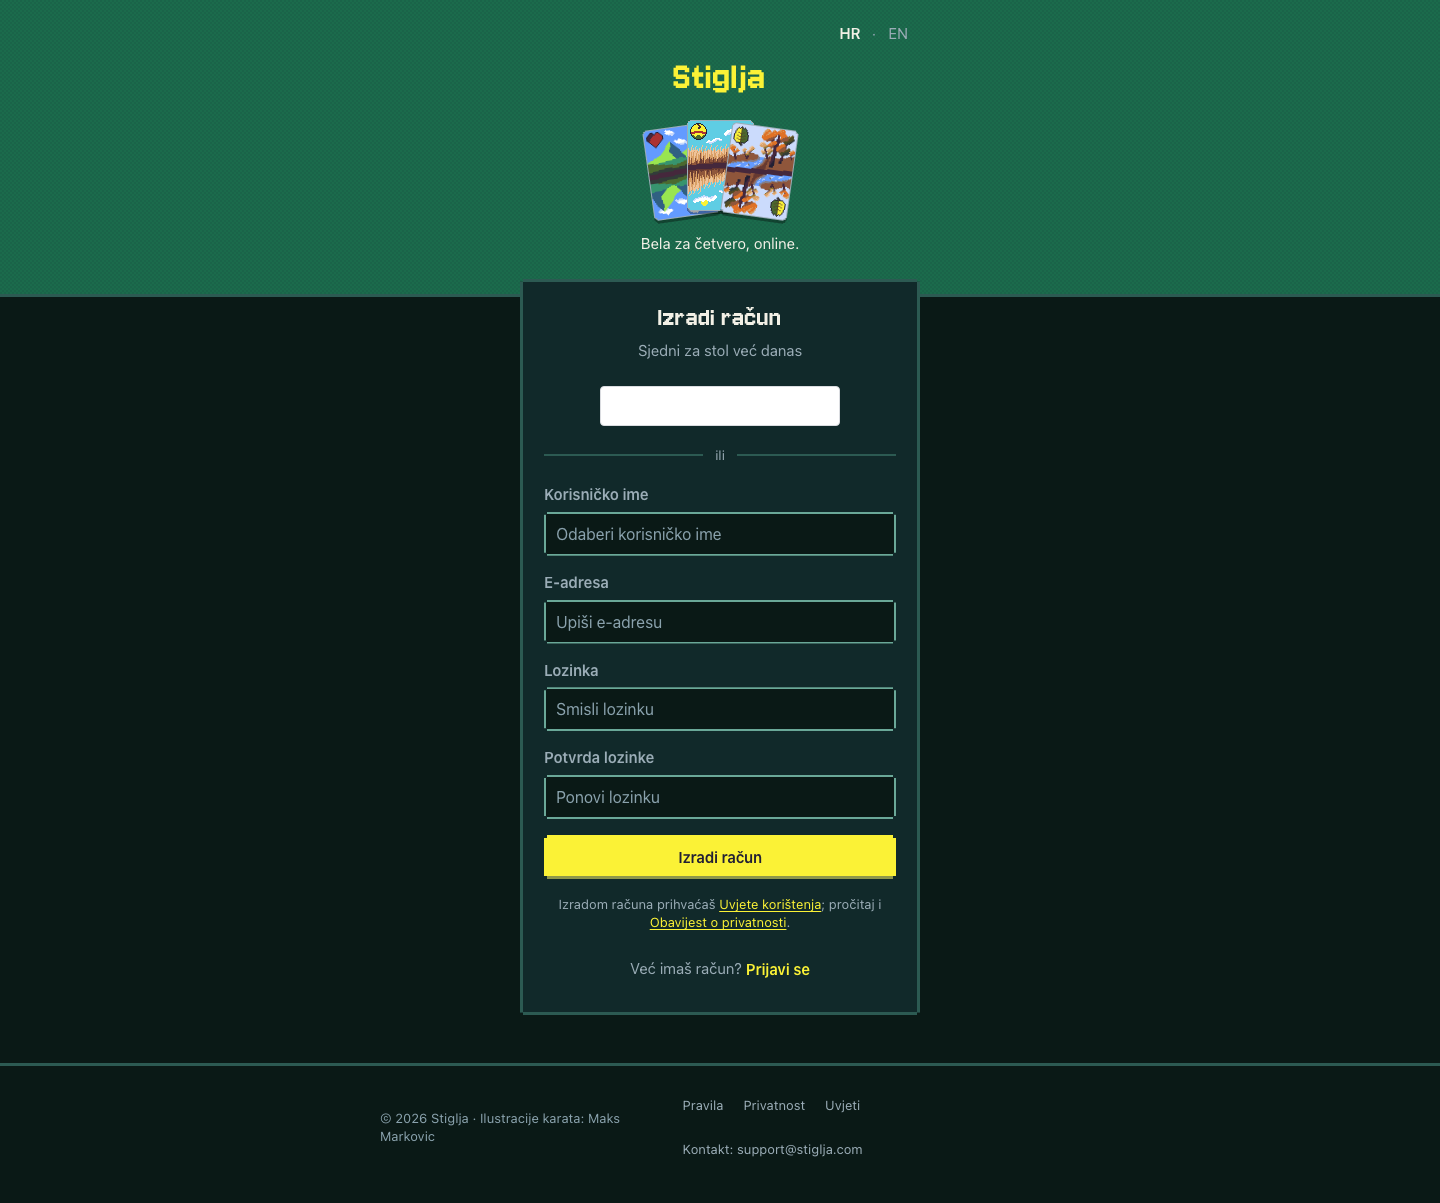 HR · EN
Stiglja
Bela za četvero, online.
Izradi račun
Sjedni za stol već danas
ili
Korisničko ime
Odaberi korisničko ime
E-adresa
Upiši e-adresu
Lozinka
Smisli lozinku
Potvrda lozinke
Ponovi lozinku
Izradi račun
Izradom računa prihvaćaš Uvjete korištenja; pročitaj i
Obavijest o privatnosti.
Već imaš račun? Prijavi se
© 2026 Stiglja · Ilustracije karata: Maks
Markovic
Pravila Privatnost Uvjeti
Kontakt: support@stiglja.com